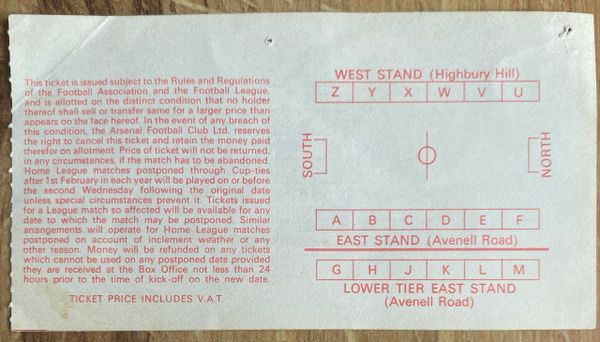 This ticket is issued subject to the Rules and Regulations
of the Football Association and the Football League,
and is allotted on the distinct condition that no holder
thereof shall sell or transfer same for a larger price than
appears on the face hereof. In the event of any breach of
this condition, the Arsenal Football Club Ltd. reserves
the right to cancel this ticket and retain the money paid
therefor on allotment. Price of ticket will not be returned,
in any circumstances, if the match has to be abandoned.
Home League matches postponed through Cup-ties
after 1st February in each year will be played on or before
the second Wednesday following the original date
unless special circumstances prevent it. Tickets issued
for a League match so affected will be available for any
date to which the match may be postponed. Similar
arrangements will operate for Home League matches
postponed on account of inclement weather or any
other reason. Money will be refunded on any tickets
which cannot be used on any postponed date provided
they are received at the Box Office not less than 24
hours prior to the time of kick-off on the new date.
TICKET PRICE INCLUDES V.A.T.
WEST STAND (Highbury Hill)
Z Y X W V U
SOUTH
NORTH
A B C D E F
EAST STAND (Avenell Road)
G H J K L M
LOWER TIER EAST STAND
(Avenell Road)